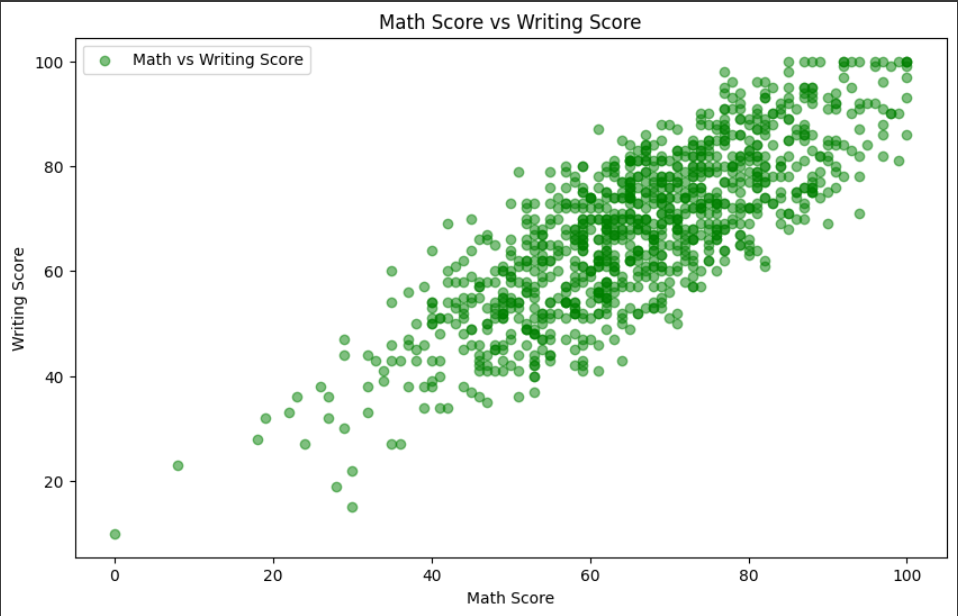 Math Score vs Writing Score
Math vs Writing Score
100
80
60
40
20
Writing Score
0 20 40 60 80 100
Math Score